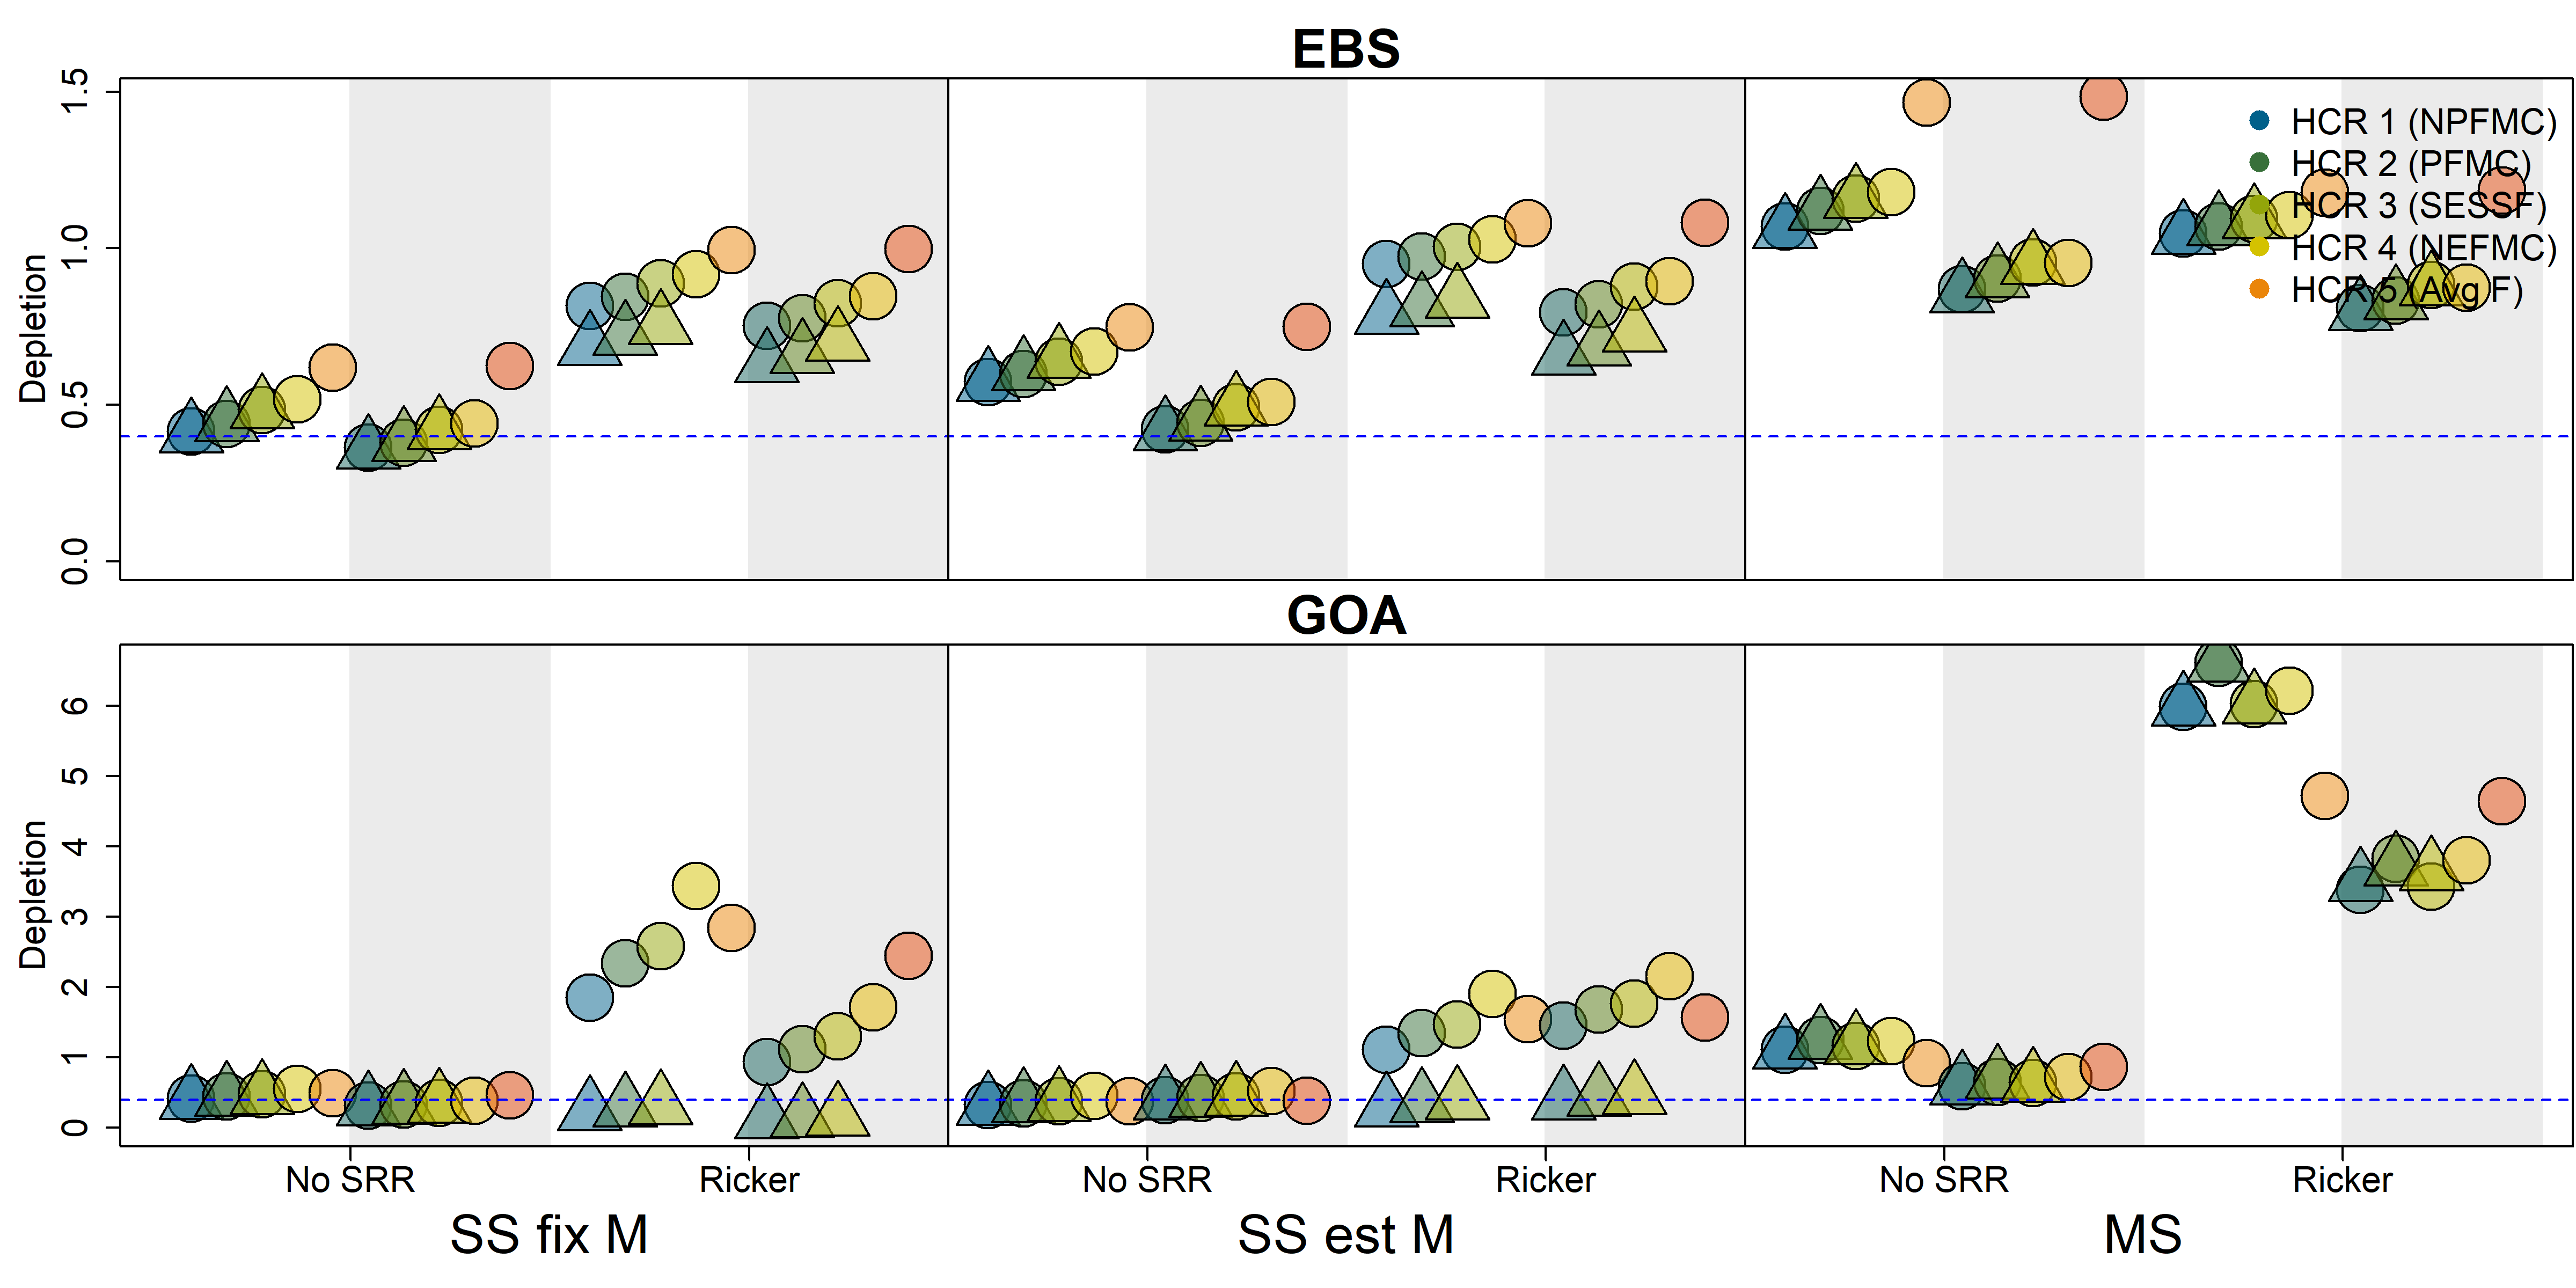 EBS
Depletion
1.5
1.0
0.5
0.0
HCR 1 (NPFMC)
HCR 2 (PFMC)
HCR 3 (SESSF)
HCR 4 (NEFMC)
HCR 5 (Avg F)
GOA
Depletion
6
5
4
3
2
1
0
No SRR Ricker No SRR Ricker No SRR Ricker
SS fix M SS est M MS